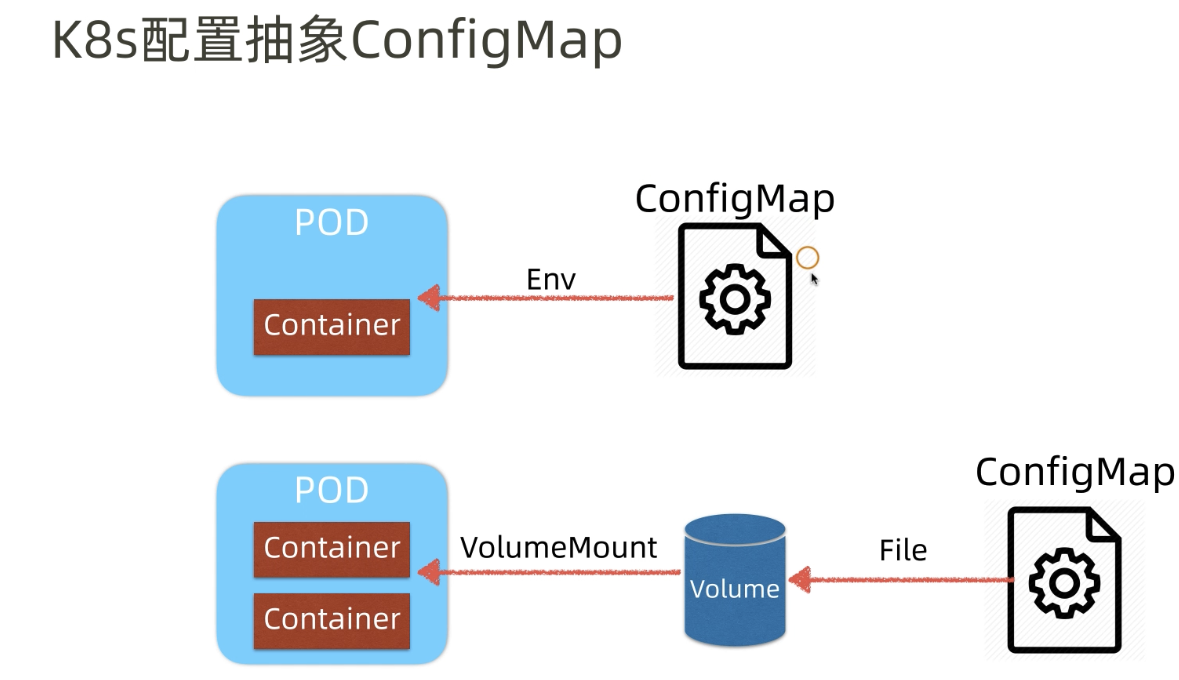 K8s配置抽象ConfigMap
ConfigMap
POD
Env
Container
ConfigMap
POD
Container
VolumeMount
File
Volume
Container